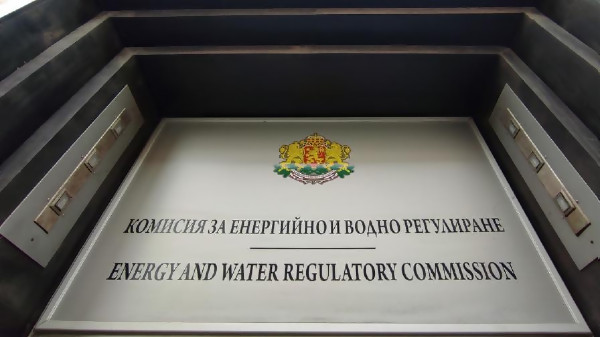 КОМИСИЯ ЗА ЕНЕРГИЙНО И ВОДНО РЕГУЛИРАНЕ
ENERGY AND WATER REGULATORY COMMISSION